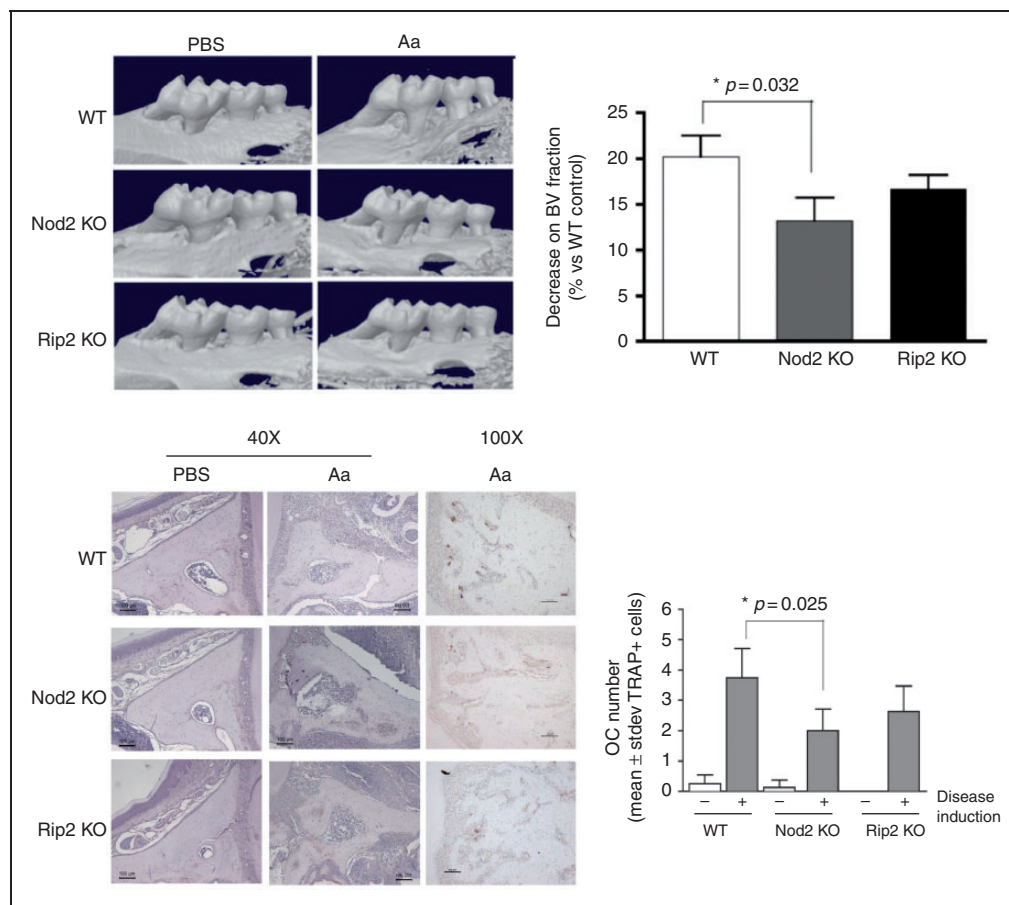 PBS
Aa
WT
Nod2 KO
Rip2 KO
* p = 0.032
Decrease on BV fraction
(% vs WT control)
25
20
15
10
5
0
WT
Nod2 KO
Rip2 KO
40X
100X
PBS
Aa
Aa
WT
Nod2 KO
Rip2 KO
* p = 0.025
OC number
(mean ± stdev TRAP+ cells)
6
5
4
3
2
1
0
− + − + − +
Disease
induction
WT
Nod2 KO
Rip2 KO
100 µm